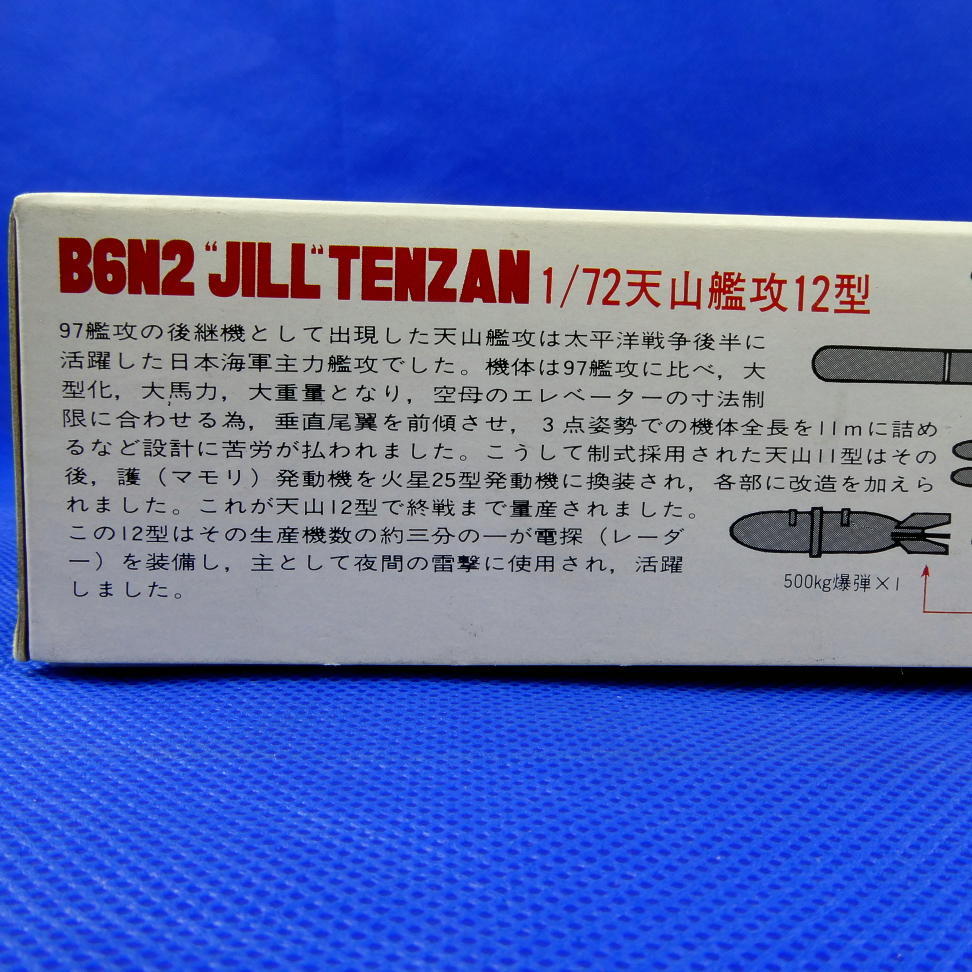 B6N2 “JILL” TENZAN 1/72天山艦攻12型
97艦攻の後継機として出現した天山艦攻は太平洋戦争後半に
活躍した日本海軍主力艦攻でした。機体は97艦攻に比べ，大
型化，大馬力，大重量となり，空母のエレベーターの寸法制
限に合わせる為，垂直尾翼を前傾させ，3点姿勢での機体全長を11mに詰め
るなど設計に苦労が払われました。こうして制式採用された天山11型はその
後，護（マモリ）発動機を火星25型発動機に換装され，各部に改造を加えら
れました。これが天山12型で終戦まで量産されました。
この12型はその生産機数の約三分の一が電探（レーダ
ー）を装備し，主として夜間の雷撃に使用され，活躍
しました。
500kg爆弾×1